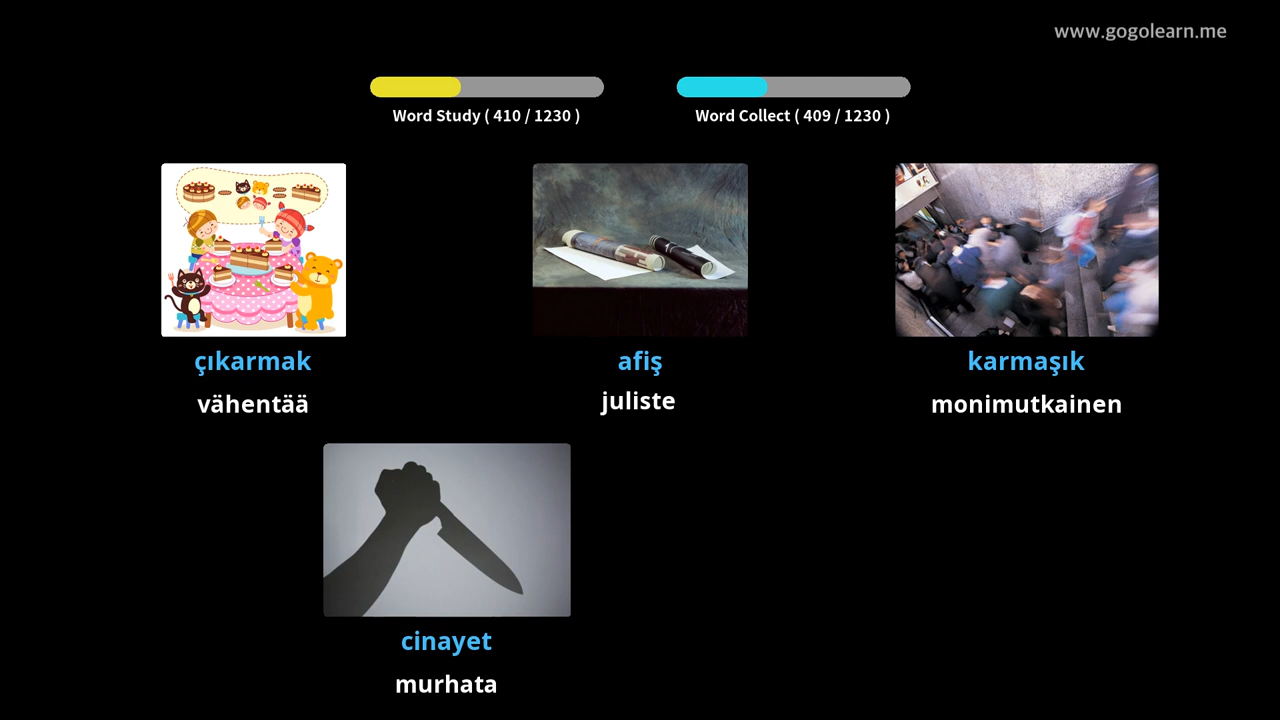 www.gogolearn.me
Word Study ( 410 / 1230 )
Word Collect ( 409 / 1230 )
çıkarmak
vähentää
afiş
juliste
karmaşık
monimutkainen
cinayet
murhata